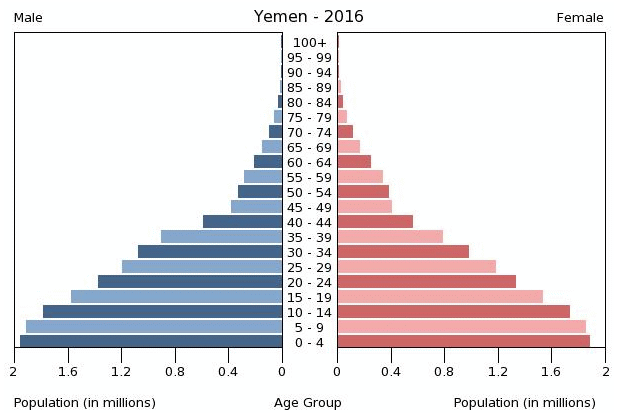 Male Yemen - 2016 Female
100+
95 - 99
90 - 94
85 - 89
80 - 84
75 - 79
70 - 74
65 - 69
60 - 64
55 - 59
50 - 54
45 - 49
40 - 44
35 - 39
30 - 34
25 - 29
20 - 24
15 - 19
10 - 14
5 - 9
0 - 4
2 1.6 1.2 0.8 0.4 0 0 0.4 0.8 1.2 1.6 2
Population (in millions) Age Group Population (in millions)